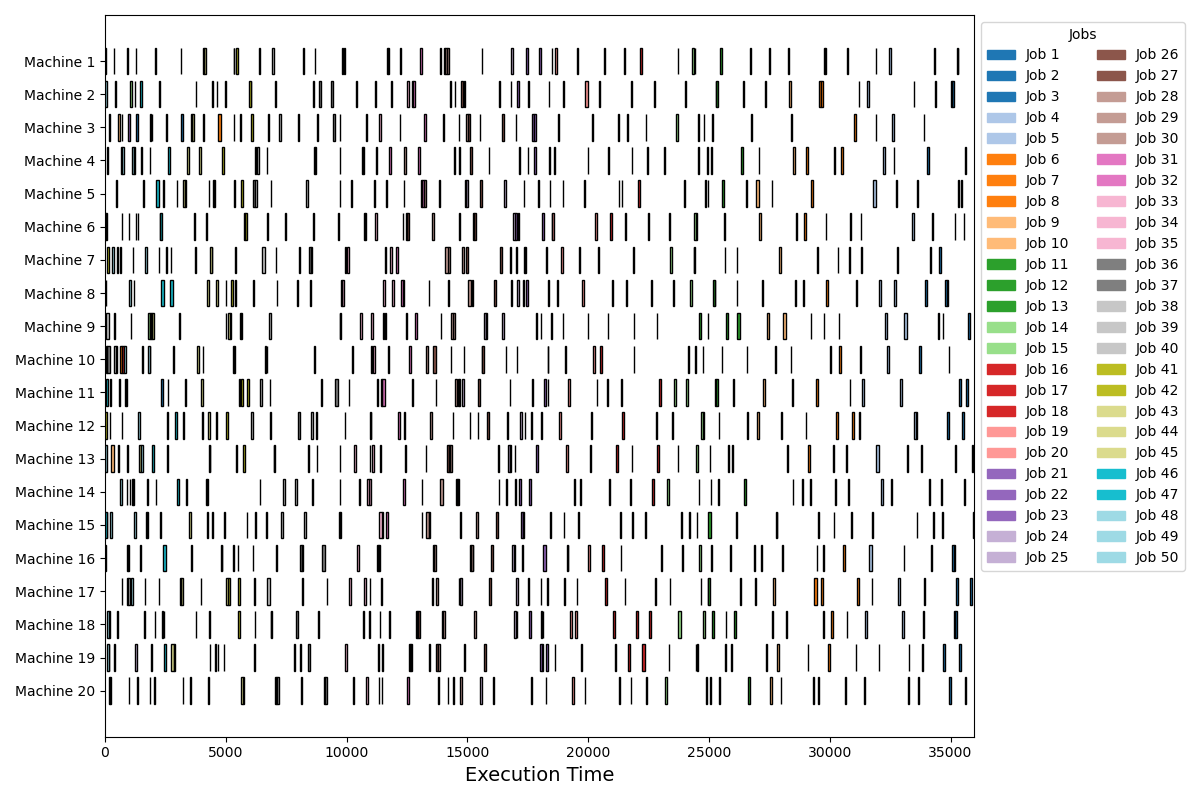 Machine 1
Machine 2
Machine 3
Machine 4
Machine 5
Machine 6
Machine 7
Machine 8
Machine 9
Machine 10
Machine 11
Machine 12
Machine 13
Machine 14
Machine 15
Machine 16
Machine 17
Machine 18
Machine 19
Machine 20
0 5000 10000 15000 20000 25000 30000 35000
Execution Time
Jobs
Job 1 Job 26
Job 2 Job 27
Job 3 Job 28
Job 4 Job 29
Job 5 Job 30
Job 6 Job 31
Job 7 Job 32
Job 8 Job 33
Job 9 Job 34
Job 10 Job 35
Job 11 Job 36
Job 12 Job 37
Job 13 Job 38
Job 14 Job 39
Job 15 Job 40
Job 16 Job 41
Job 17 Job 42
Job 18 Job 43
Job 19 Job 44
Job 20 Job 45
Job 21 Job 46
Job 22 Job 47
Job 23 Job 48
Job 24 Job 49
Job 25 Job 50